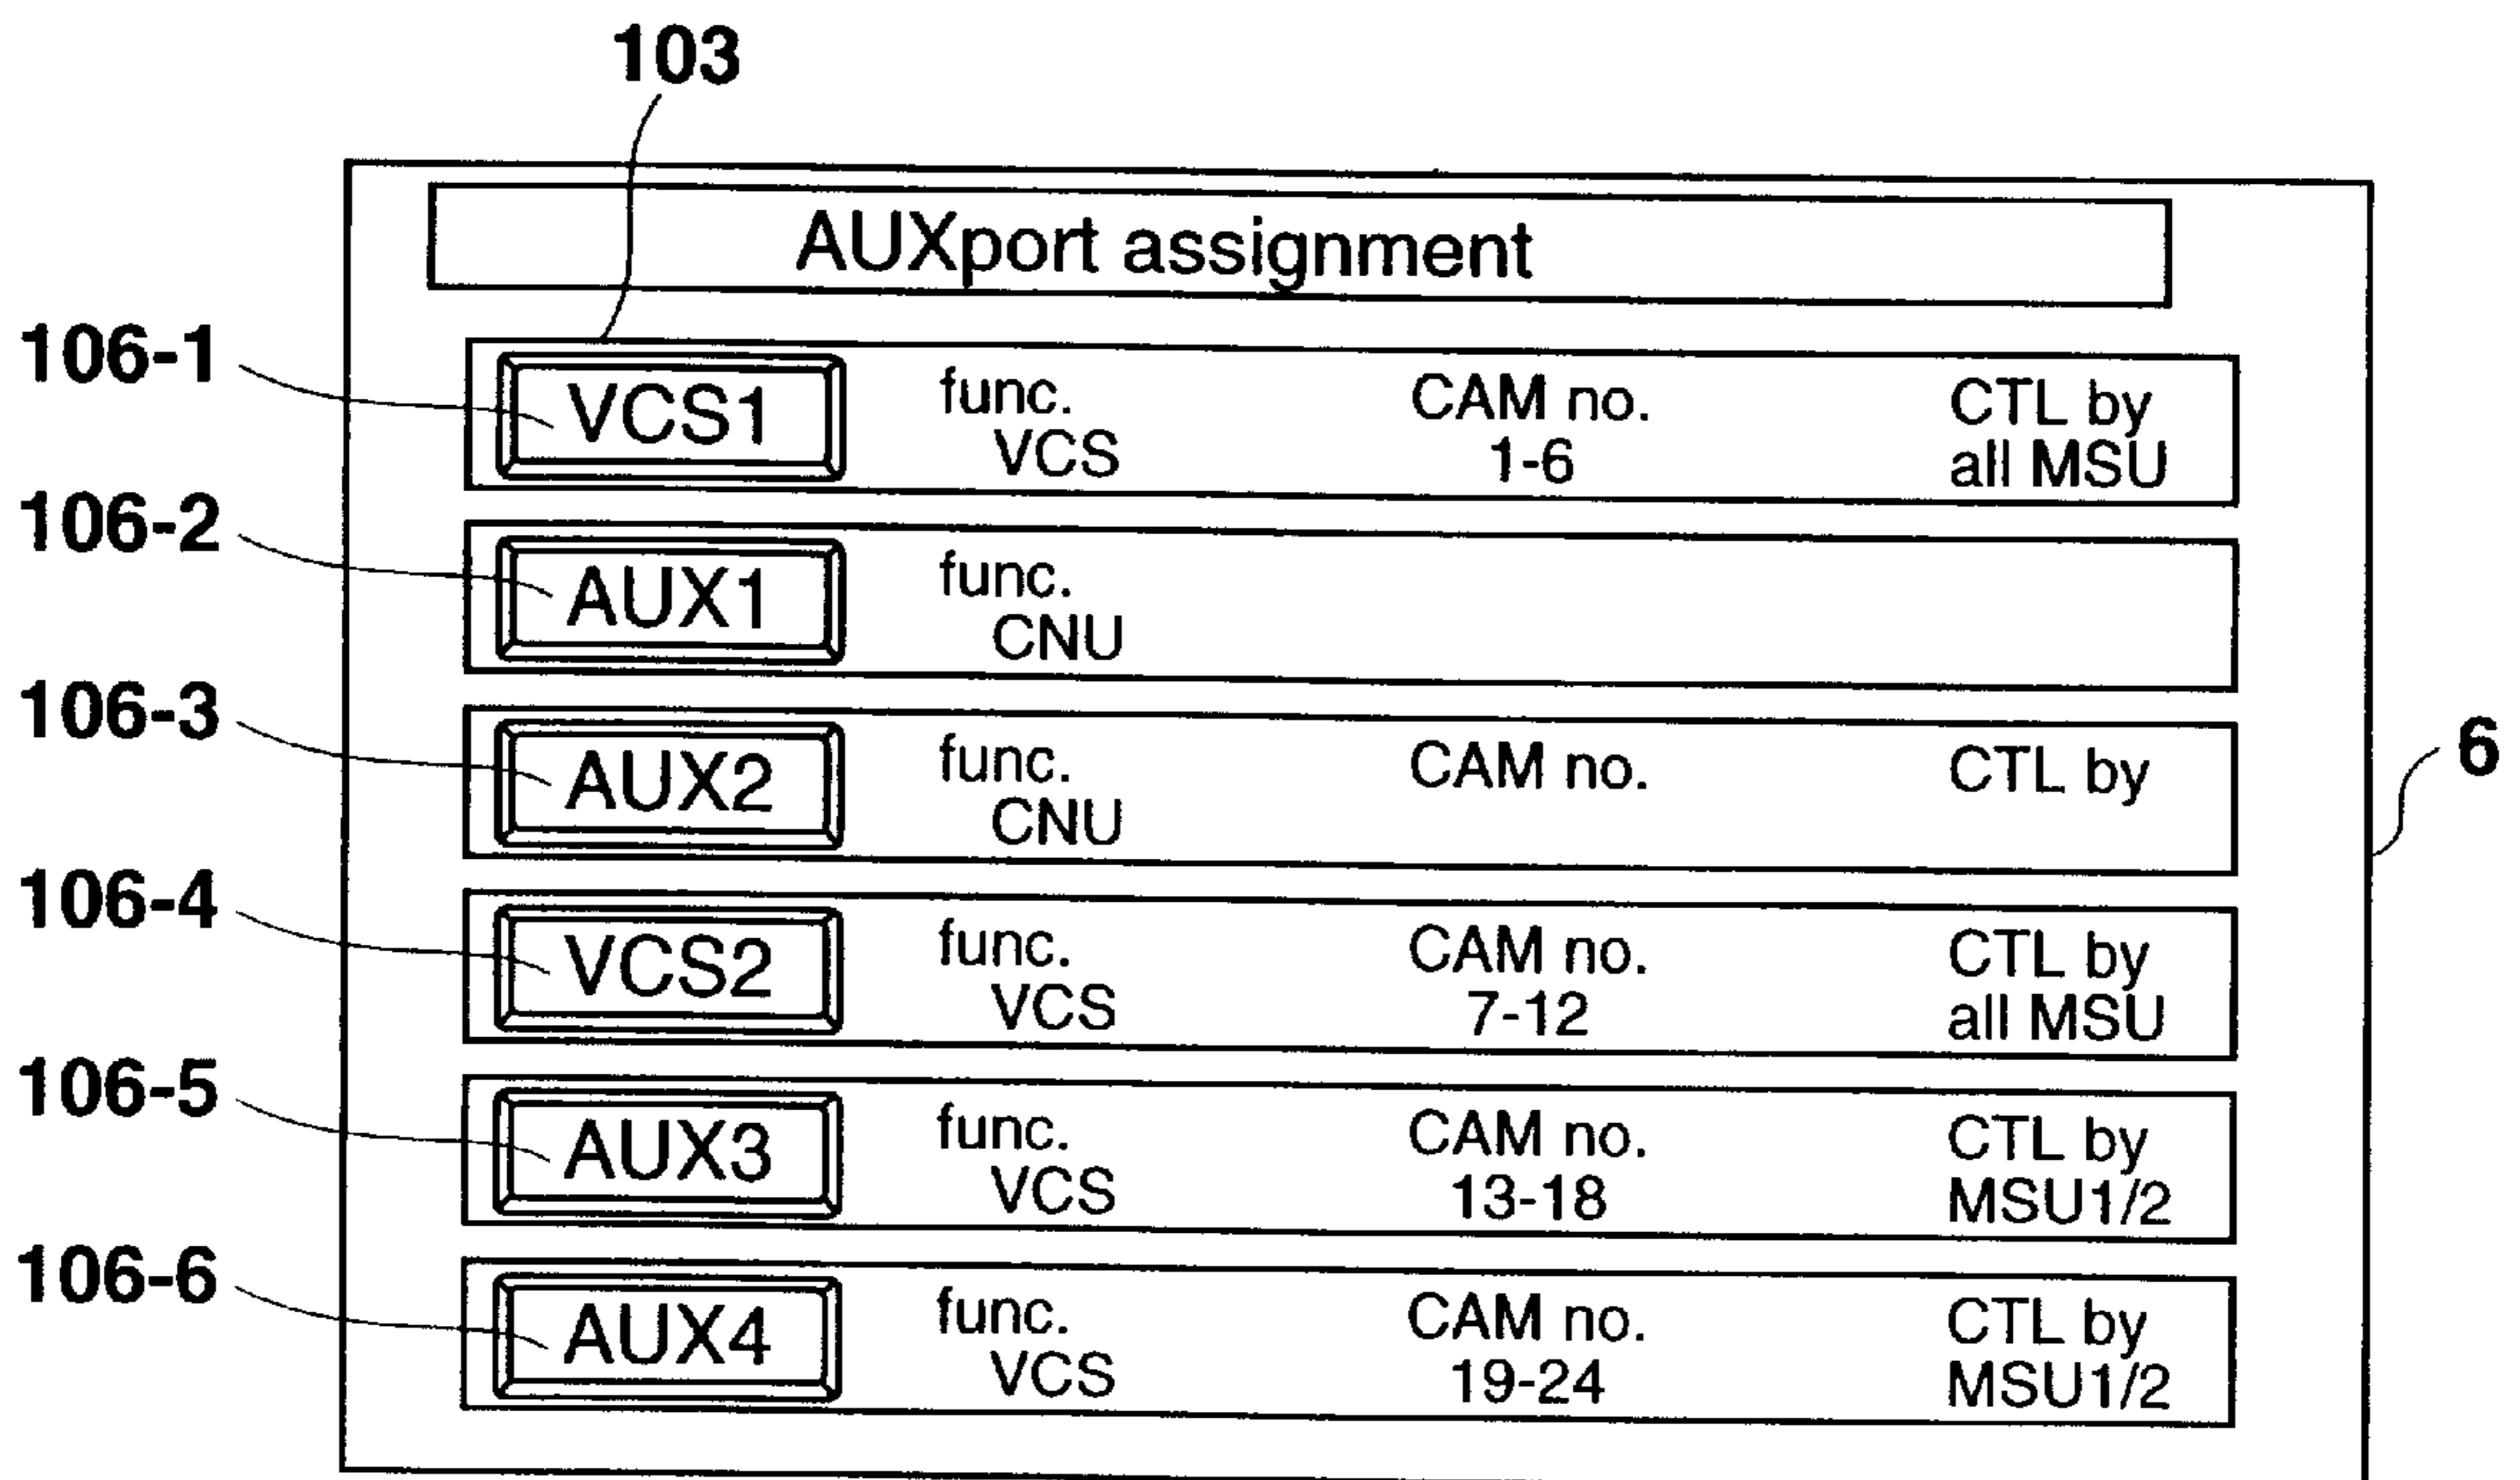 103
AUXport assignment
106-1 VCS1 func. VCS CAM no. 1-6 CTL by all MSU
106-2 AUX1 func. CNU
106-3 AUX2 func. CNU CAM no. CTL by
6
106-4 VCS2 func. VCS CAM no. 7-12 CTL by all MSU
106-5 AUX3 func. VCS CAM no. 13-18 CTL by MSU1/2
106-6 AUX4 func. VCS CAM no. 19-24 CTL by MSU1/2